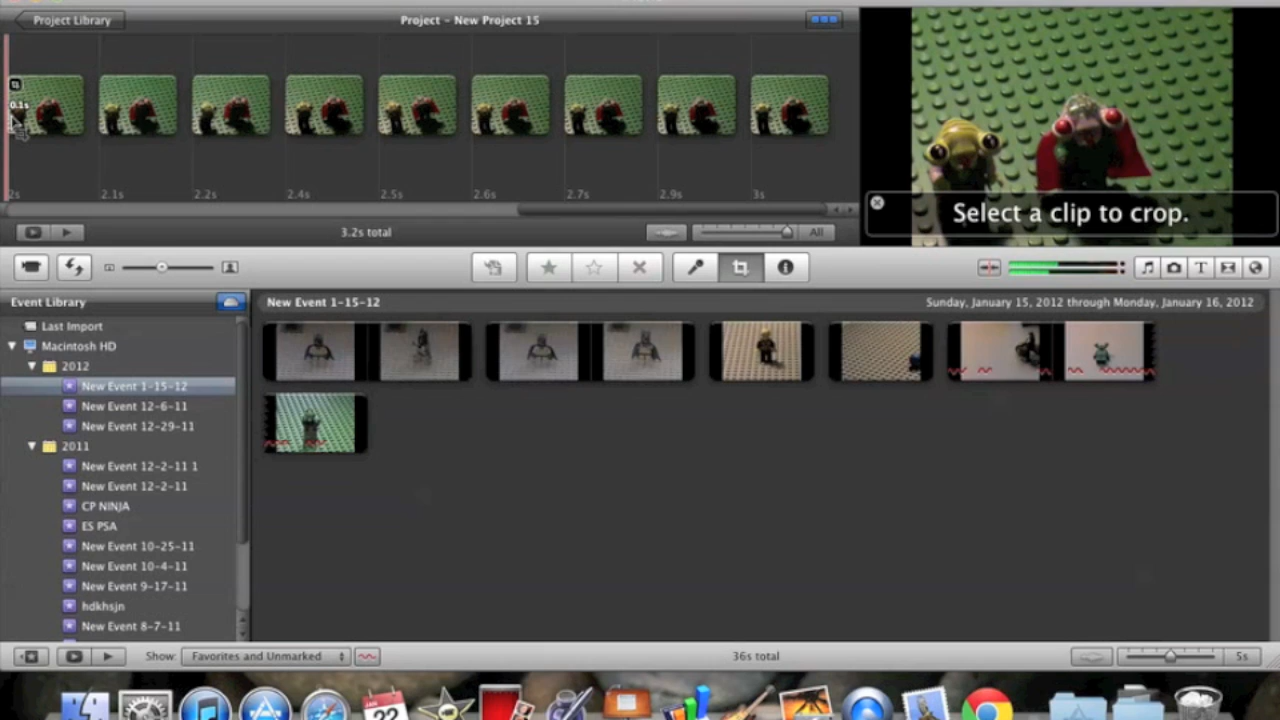 Project Library
Project - New Project 15
0.1s
2s
2.1s
2.2s
2.4s
2.5s
2.6s
2.7s
2.9s
3s
Select a clip to crop.
3.2s total
All
Event Library
New Event 1-15-12
Sunday, January 15, 2012 through Monday, January 16, 2012
Last Import
Macintosh HD
2012
New Event 1-15-12
New Event 12-6-11
New Event 12-29-11
2011
New Event 12-2-11 1
New Event 12-2-11
CP NINJA
ES PSA
New Event 10-25-11
New Event 10-4-11
New Event 9-17-11
hdkhsjn
New Event 8-7-11
Show:
Favorites and Unmarked
36s total
5s
JAN
22